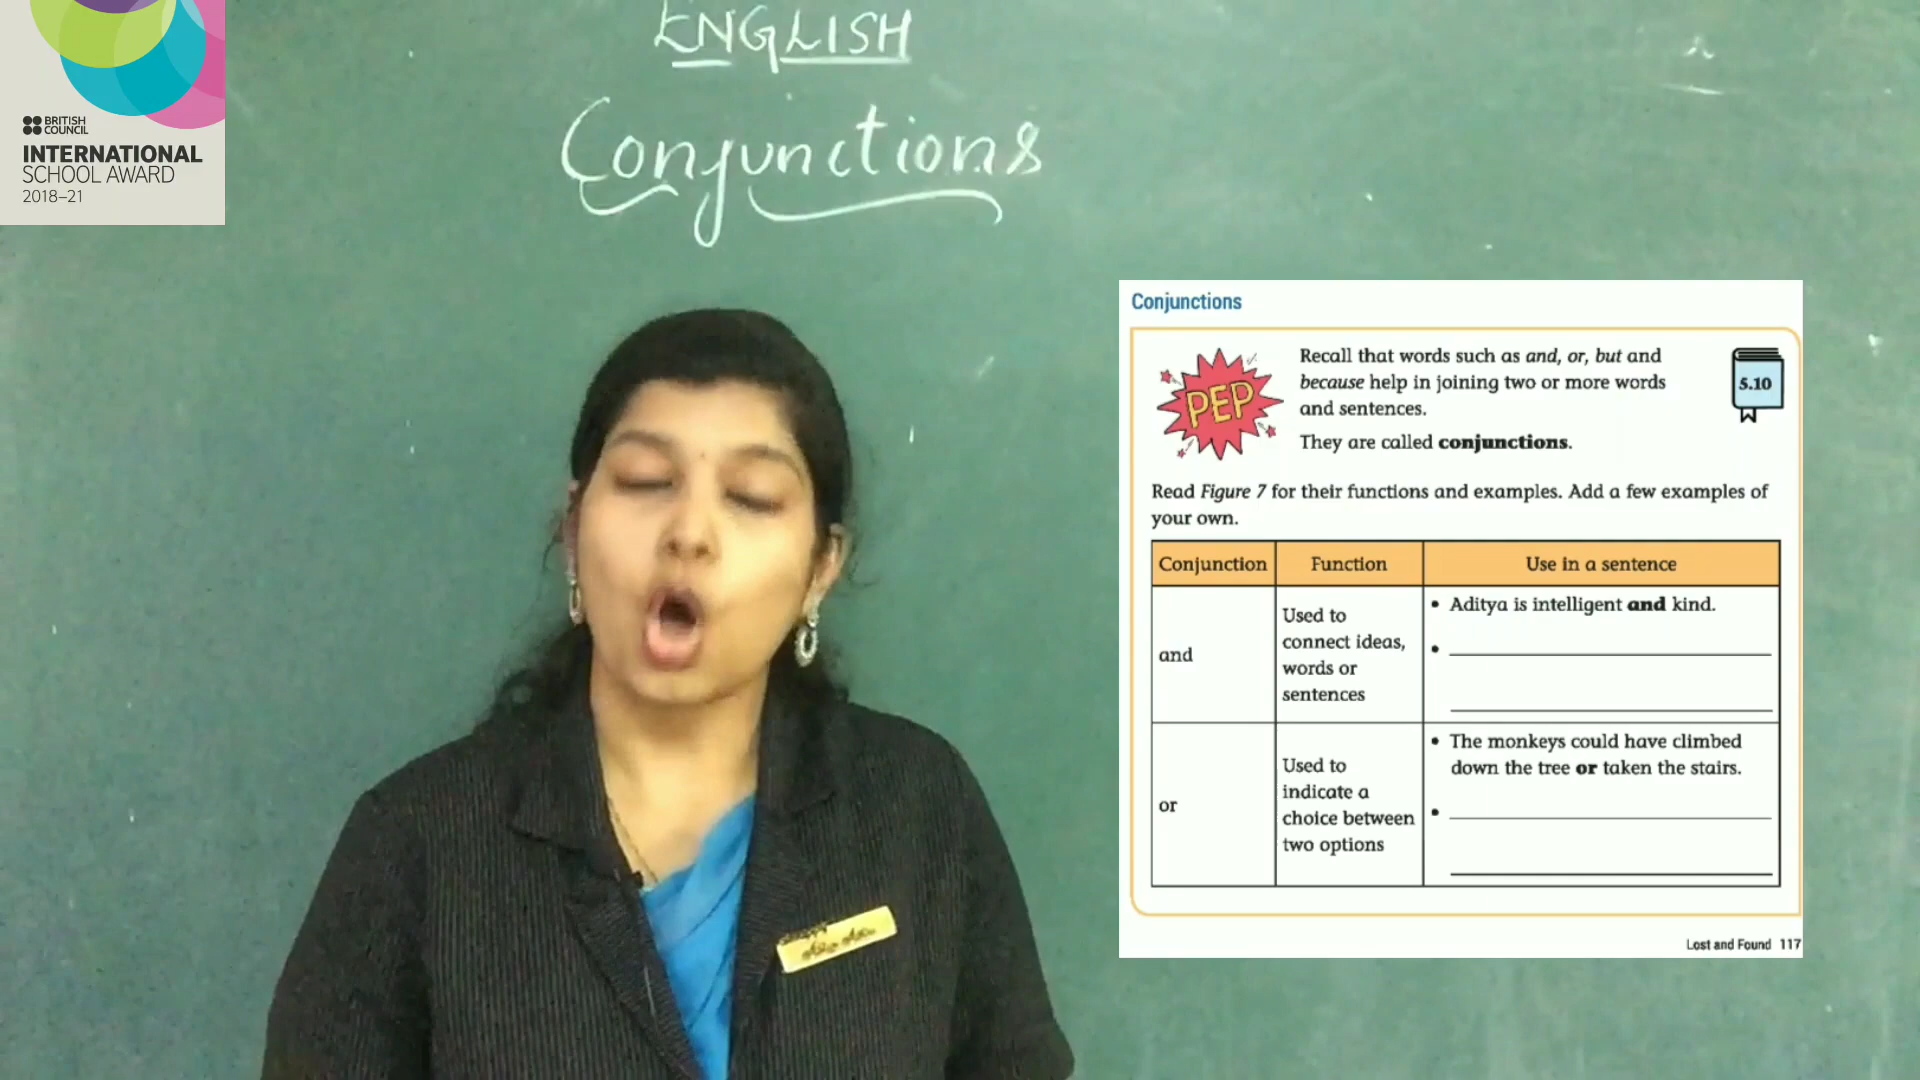 BRITISH
COUNCIL
INTERNATIONAL
SCHOOL AWARD
2018–21
ENGLISH
Conjunctions
Conjunctions
PEP
Recall that words such as and, or, but and
because help in joining two or more words
and sentences.
They are called conjunctions.
5.10
Read Figure 7 for their functions and examples. Add a few examples of
your own.
Conjunction Function Use in a sentence
and
Used to
connect ideas,
words or
sentences
• Aditya is intelligent and kind.
•
or
Used to
indicate a
choice between
two options
• The monkeys could have climbed
down the tree or taken the stairs.
•
Lost and Found 117